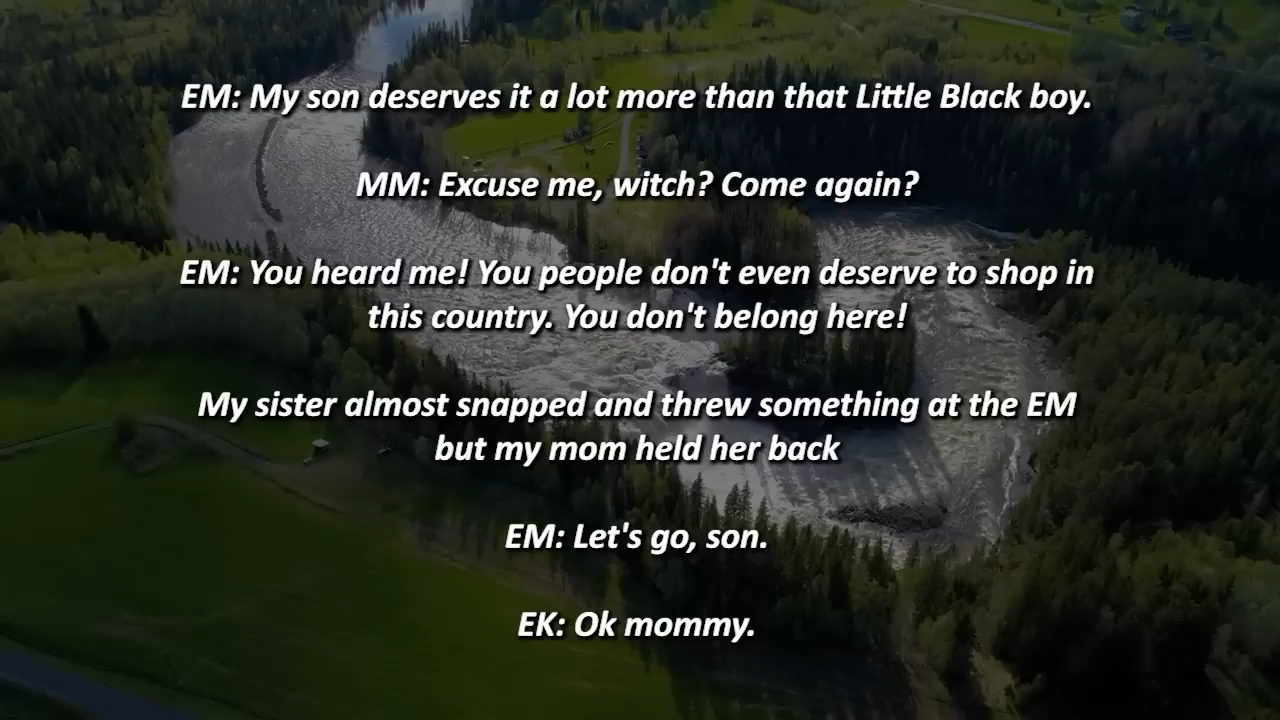 EM: My son deserves it a lot more than that Little Black boy.
MM: Excuse me, witch? Come again?
EM: You heard me! You people don't even deserve to shop in
this country. You don't belong here!
My sister almost snapped and threw something at the EM
but my mom held her back
EM: Let's go, son.
EK: Ok mommy.